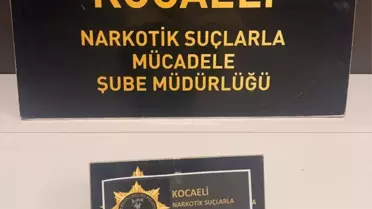 KOCAELİ
NARKOTİK SUÇLARLA
MÜCADELE
ŞUBE MÜDÜRLÜĞÜ
KOCAELİ
NARKOTİK SUÇLARLA